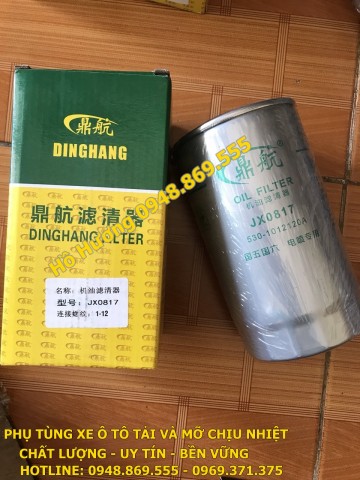 鼎航
DINGHANG
鼎航滤清器
DINGHANG FILTER
名称：机油滤清器
型号：JX0817
连接螺纹：1-12
鼎航
OIL FILTER
机油滤清器
JX0817
530-1012120A
国五国六 电喷专用
Hồ Hương 0948.869.555
PHỤ TÙNG XE Ô TÔ TẢI VÀ MỠ CHỊU NHIỆT
CHẤT LƯỢNG - UY TÍN - BỀN VỮNG
HOTLINE: 0948.869.555 - 0969.371.375